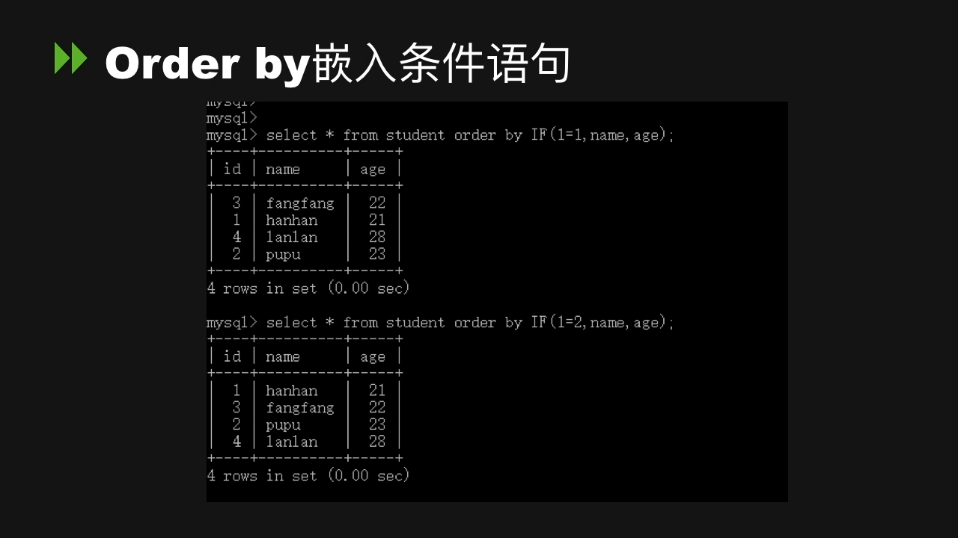 Order by嵌入条件语句
mysql>
mysql>
mysql> select * from student order by IF(1=1,name,age);
+----+----------+-----+
| id | name     | age |
+----+----------+-----+
|  3 | fangfang |  22 |
|  1 | hanhan   |  21 |
|  4 | lanlan   |  28 |
|  2 | pupu     |  23 |
+----+----------+-----+
4 rows in set (0.00 sec)
mysql> select * from student order by IF(1=2,name,age);
+----+----------+-----+
| id | name     | age |
+----+----------+-----+
|  1 | hanhan   |  21 |
|  3 | fangfang |  22 |
|  2 | pupu     |  23 |
|  4 | lanlan   |  28 |
+----+----------+-----+
4 rows in set (0.00 sec)